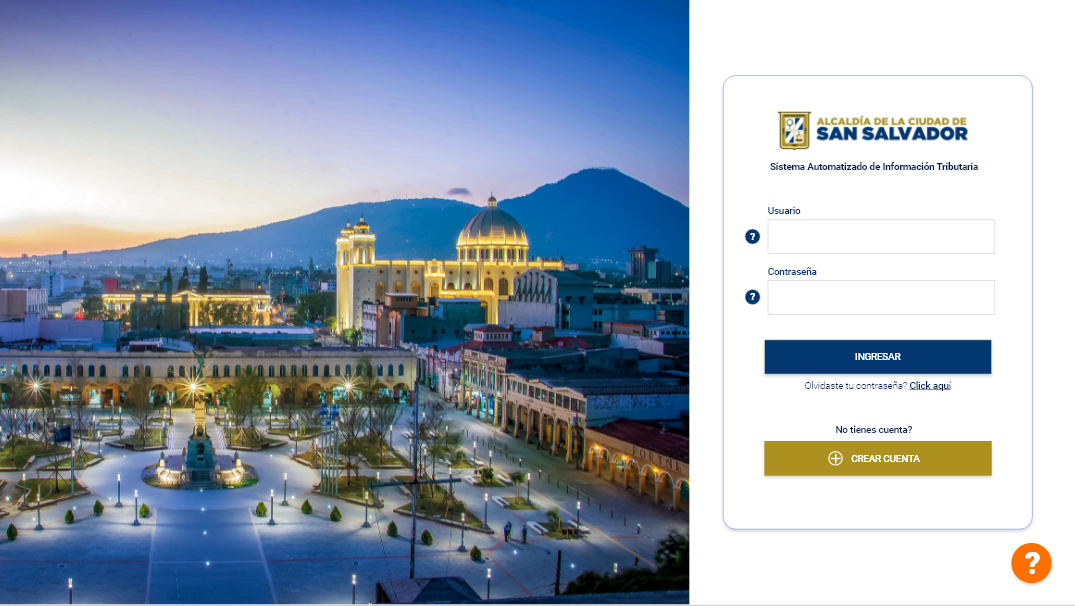 ALCALDÍA DE LA CIUDAD DE
SAN SALVADOR
Sistema Automatizado de Información Tributaria
Usuario
?
Contraseña
?
INGRESAR
Olvidaste tu contraseña? Click aquí
No tienes cuenta?
CREAR CUENTA
?